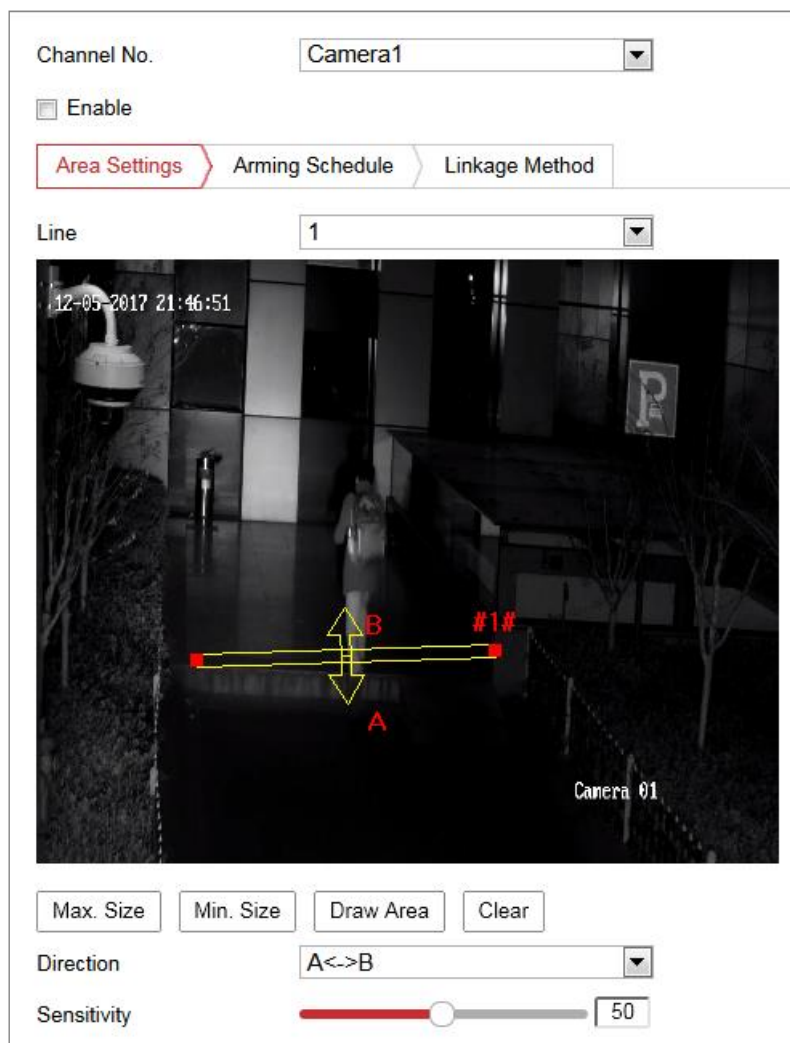 Channel No. Camera1
Enable
Area Settings Arming Schedule Linkage Method
Line 1
12-05-2017 21:46:51
P
B #1#
A
Camera 01
Max. Size Min. Size Draw Area Clear
Direction A<->B
Sensitivity 50